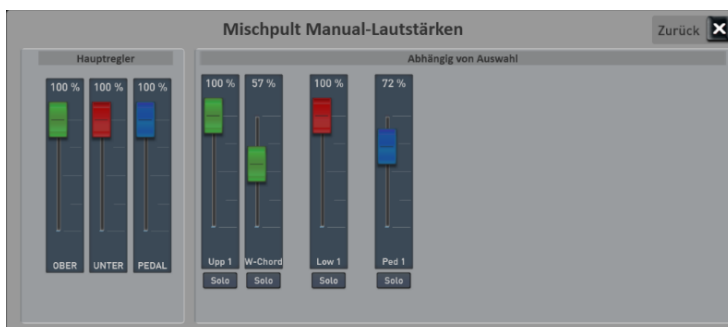 Mischpult Manual-Lautstärken
Zurück X
Hauptregler
100 % 100 % 100 %
OBER UNTER PEDAL
Abhängig von Auswahl
100 % 57 % 100 % 72 %
Upp 1 W-Chord Low 1 Ped 1
Solo Solo Solo Solo